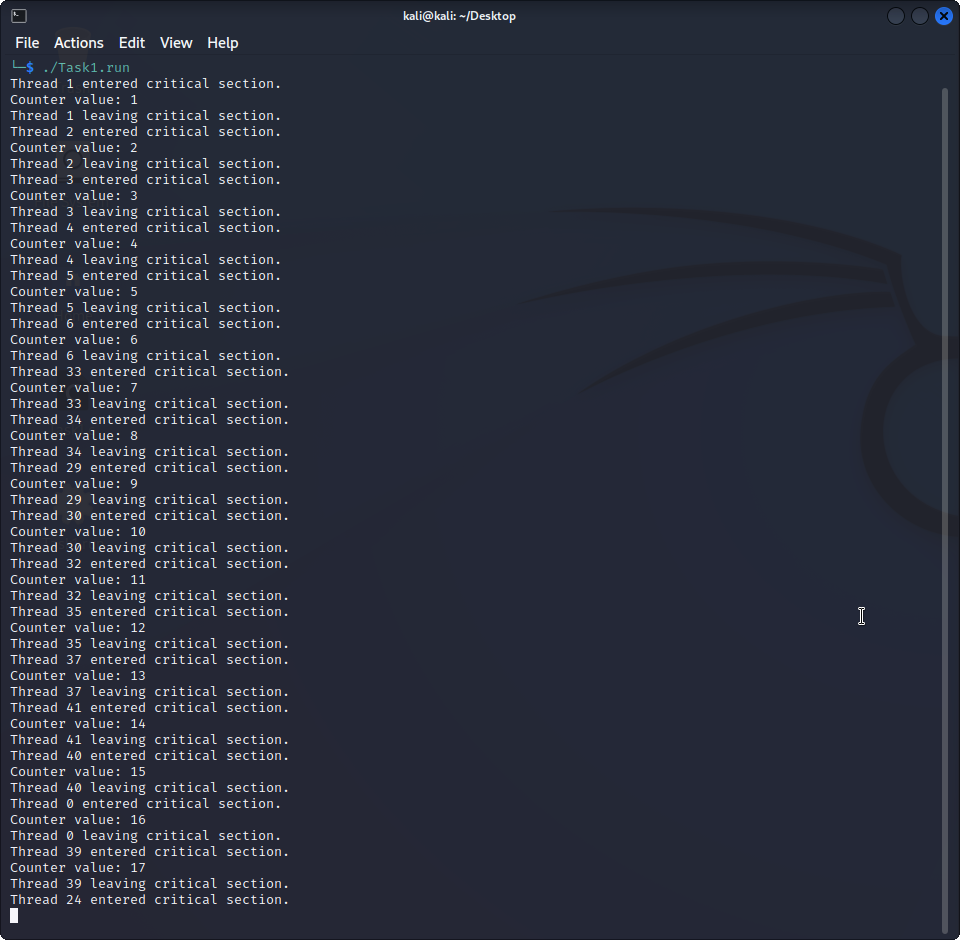 kali@kali: ~/Desktop
File Actions Edit View Help
└─$ ./Task1.run
Thread 1 entered critical section.
Counter value: 1
Thread 1 leaving critical section.
Thread 2 entered critical section.
Counter value: 2
Thread 2 leaving critical section.
Thread 3 entered critical section.
Counter value: 3
Thread 3 leaving critical section.
Thread 4 entered critical section.
Counter value: 4
Thread 4 leaving critical section.
Thread 5 entered critical section.
Counter value: 5
Thread 5 leaving critical section.
Thread 6 entered critical section.
Counter value: 6
Thread 6 leaving critical section.
Thread 33 entered critical section.
Counter value: 7
Thread 33 leaving critical section.
Thread 34 entered critical section.
Counter value: 8
Thread 34 leaving critical section.
Thread 29 entered critical section.
Counter value: 9
Thread 29 leaving critical section.
Thread 30 entered critical section.
Counter value: 10
Thread 30 leaving critical section.
Thread 32 entered critical section.
Counter value: 11
Thread 32 leaving critical section.
Thread 35 entered critical section.
Counter value: 12
Thread 35 leaving critical section.
Thread 37 entered critical section.
Counter value: 13
Thread 37 leaving critical section.
Thread 41 entered critical section.
Counter value: 14
Thread 41 leaving critical section.
Thread 40 entered critical section.
Counter value: 15
Thread 40 leaving critical section.
Thread 0 entered critical section.
Counter value: 16
Thread 0 leaving critical section.
Thread 39 entered critical section.
Counter value: 17
Thread 39 leaving critical section.
Thread 24 entered critical section.